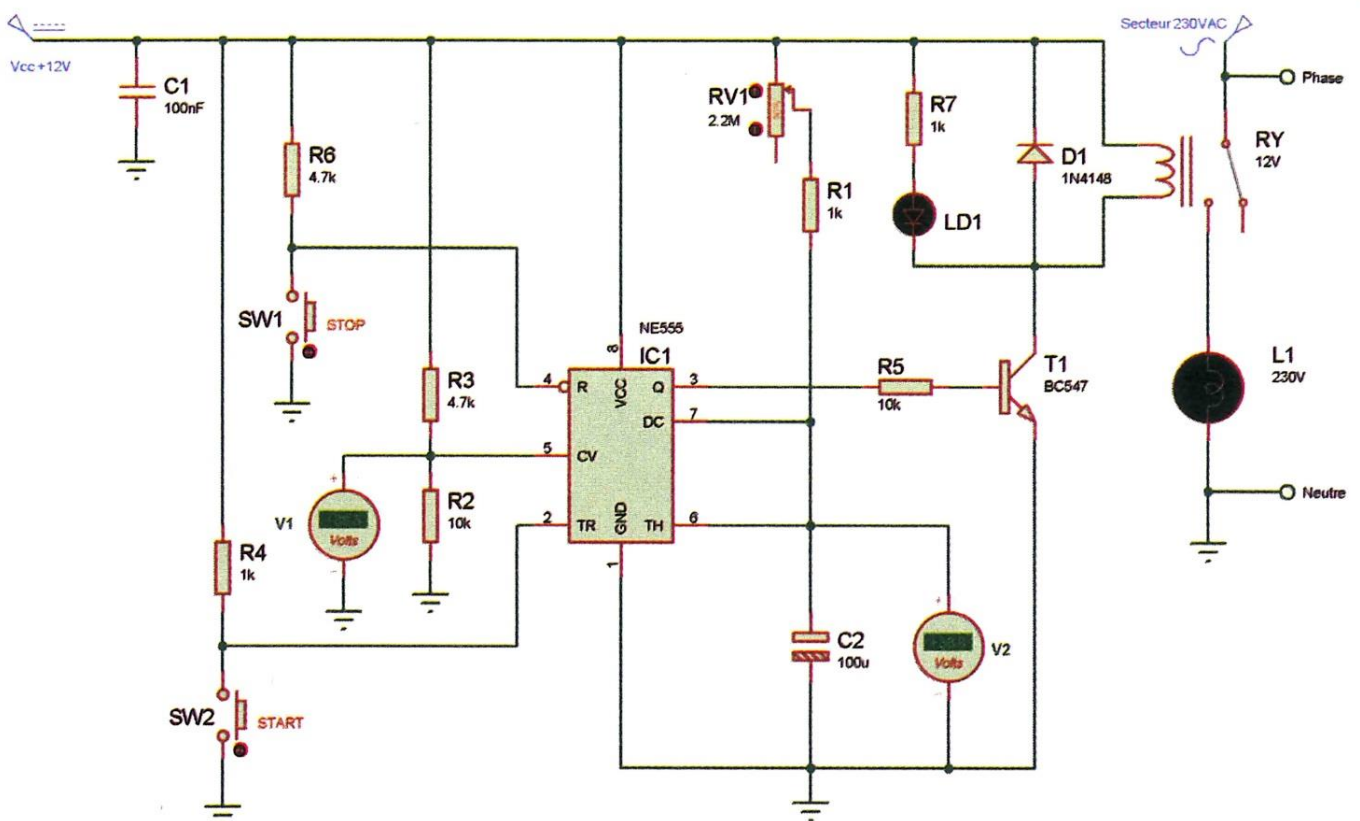 Secteur 230VAC
Vcc+12V
C1
100nF
Phase
RV1
2.2M
R7
1k
RY
12V
R6
4.7k
D1
1N4148
R1
1k
LD1
SW1
STOP
NE555
IC1
8
R3
4.7k
4
R
VCC
Q
3
R5
10k
T1
BC547
L1
230V
DC
7
5
CV
+
V1
Volts
R2
10k
2
TR
GND
TH
6
Neutre
R4
1k
1
+
C2
100u
Volts
V2
SW2
START